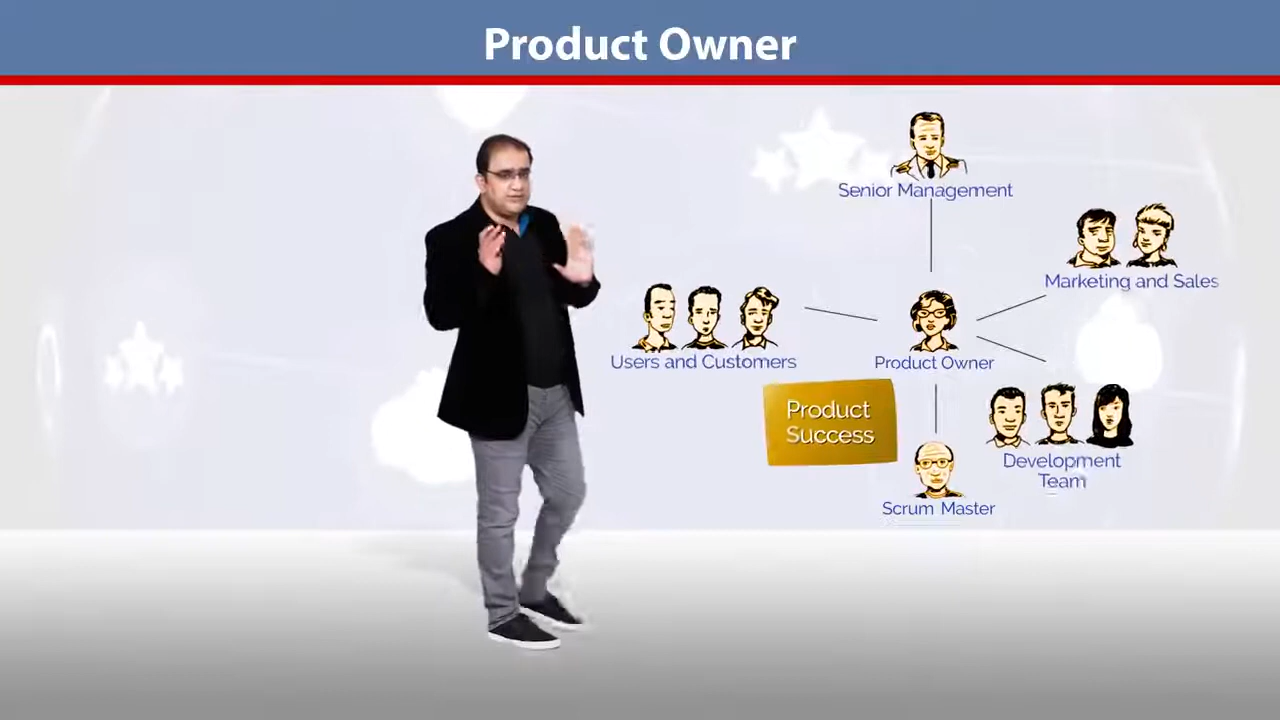 Product Owner
Senior Management
Marketing and Sales
Users and Customers
Product Owner
Product
Success
Development
Team
Scrum Master